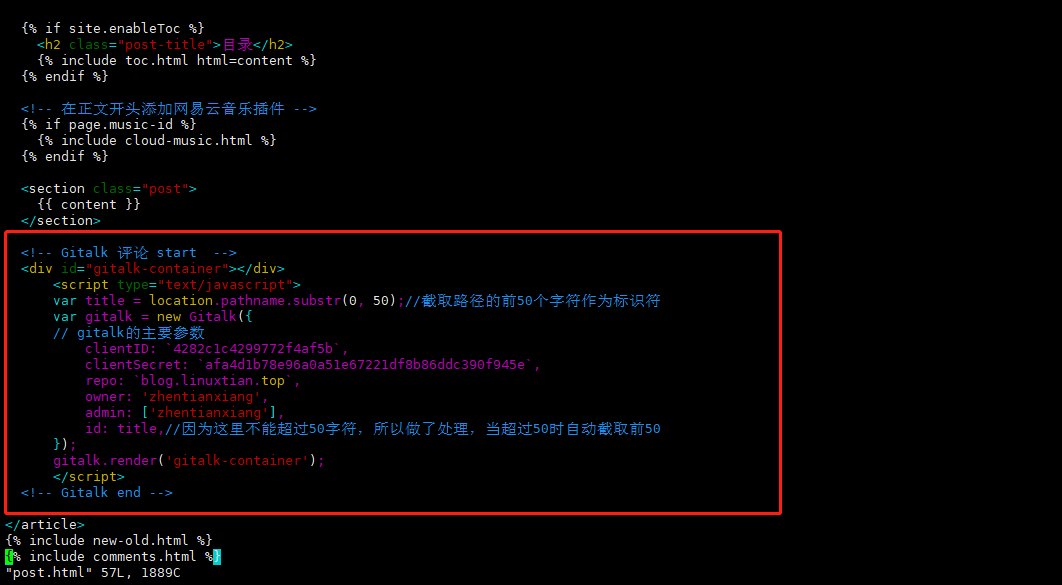 {% if site.enableToc %}
<h2 class="post-title">目录</h2>
{% include toc.html html=content %}
{% endif %}
<!-- 在正文开头添加网易云音乐插件 -->
{% if page.music-id %}
{% include cloud-music.html %}
{% endif %}
<section class="post">
{{ content }}
</section>
<!-- Gitalk 评论 start  -->
<div id="gitalk-container"></div>
<script type="text/javascript">
var title = location.pathname.substr(0, 50);//截取路径的前50个字符作为标识符
var gitalk = new Gitalk({
// gitalk的主要参数
clientID: `4282c1c4299772f4af5b`,
clientSecret: `afa4d1b78e96a0a51e67221df8b86ddc390f945e`,
repo: `blog.linuxtian.top`,
owner: 'zhentianxiang',
admin: ['zhentianxiang'],
id: title,//因为这里不能超过50字符，所以做了处理，当超过50时自动截取前50
});
gitalk.render('gitalk-container');
</script>
<!-- Gitalk end -->
</article>
{% include new-old.html %}
{% include comments.html %}
"post.html" 57L, 1889C